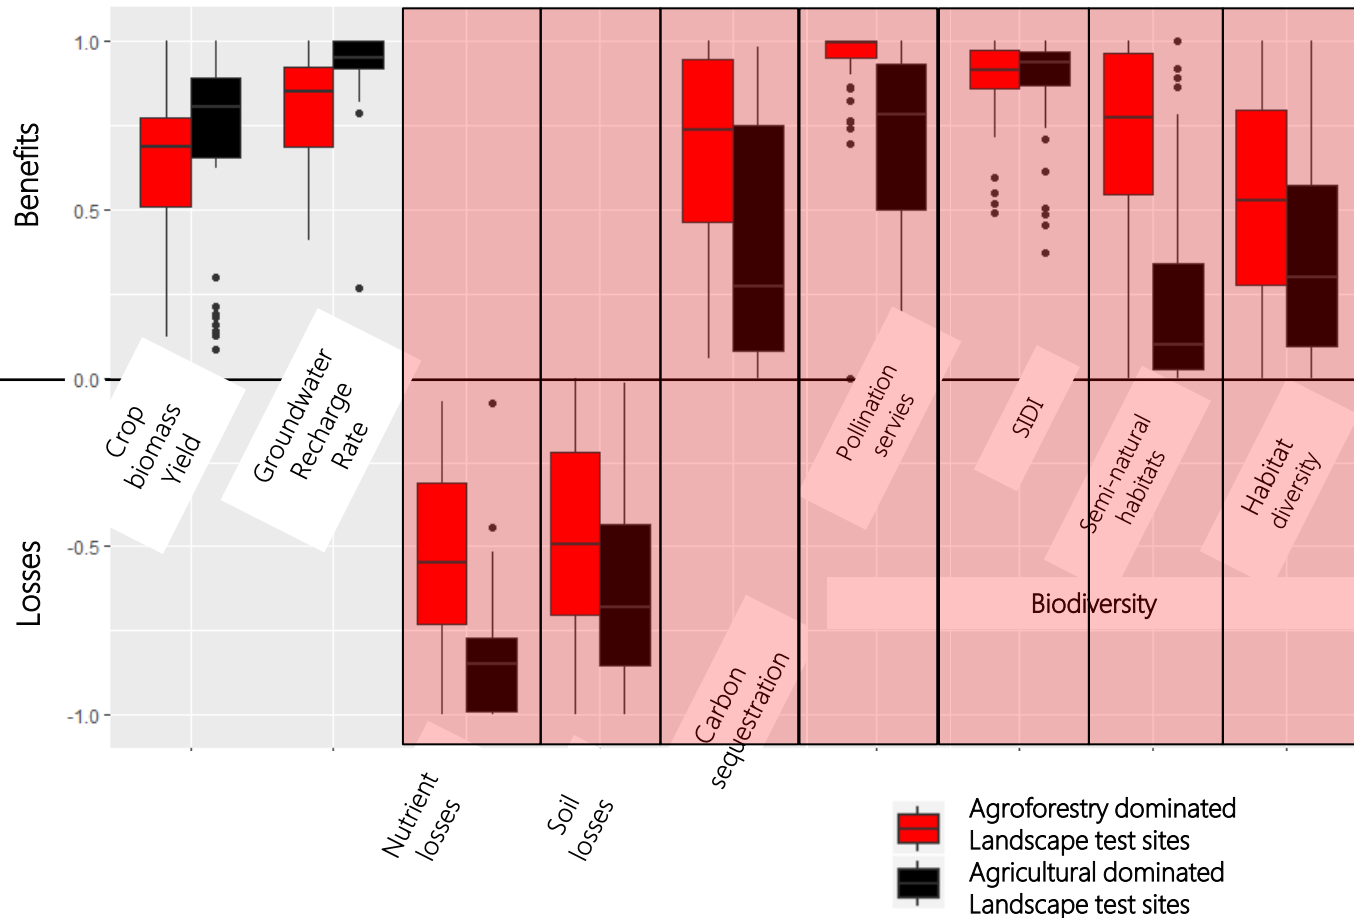 Benefits
Losses
1.0
0.5
0.0
-0.5
-1.0
Crop
biomass
Yield
Groundwater
Recharge
Rate
Nutrient
losses
Soil
losses
Carbon
sequestration
Pollination
servies
SIDI
Semi-natural
habitats
Habitat
diversity
Biodiversity
Agroforestry dominated
Landscape test sites
Agricultural dominated
Landscape test sites